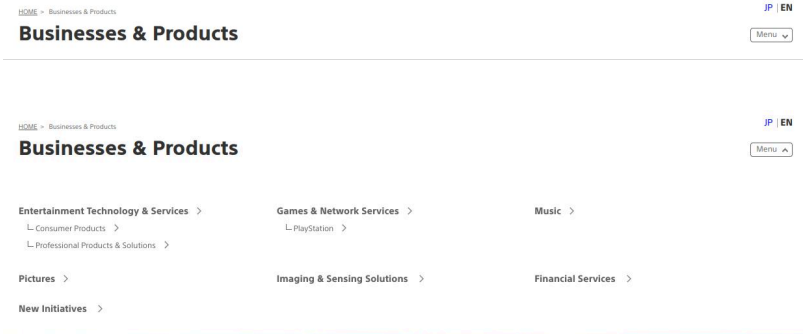 HOME > Businesses & Products
JP | EN
Businesses & Products
Menu
HOME > Businesses & Products
JP | EN
Businesses & Products
Menu
Entertainment Technology & Services >
Games & Network Services >
Music >
Consumer Products >
PlayStation >
Professional Products & Solutions >
Pictures >
Imaging & Sensing Solutions >
Financial Services >
New Initiatives >